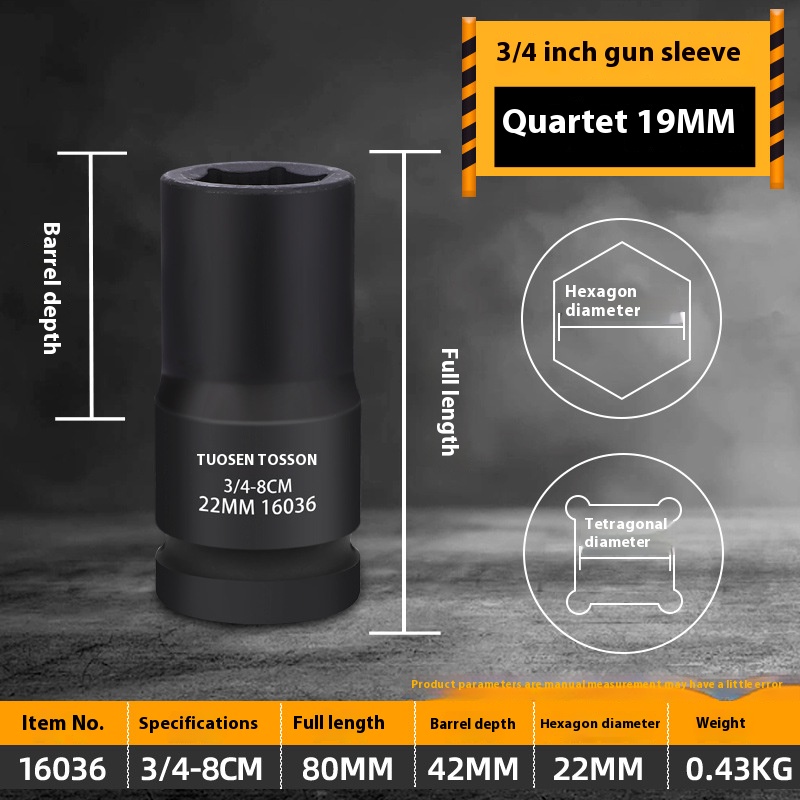 3/4 inch gun sleeve
Quartet 19MM
Barrel depth
Full length
Hexagon
diameter
TUOSEN TOSSON
3/4-8CM
22MM 16036
Tetragonal
diameter
Product parameters are manual measurement may have a little error
Item No. Specifications Full length Barrel depth Hexagon diameter Weight
16036 3/4-8CM 80MM 42MM 22MM 0.43KG